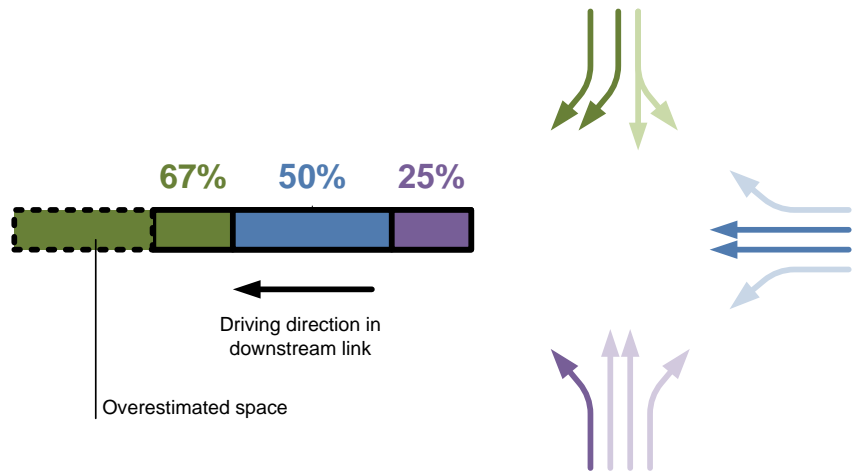 67% 50% 25%
Driving direction in
downstream link
Overestimated space